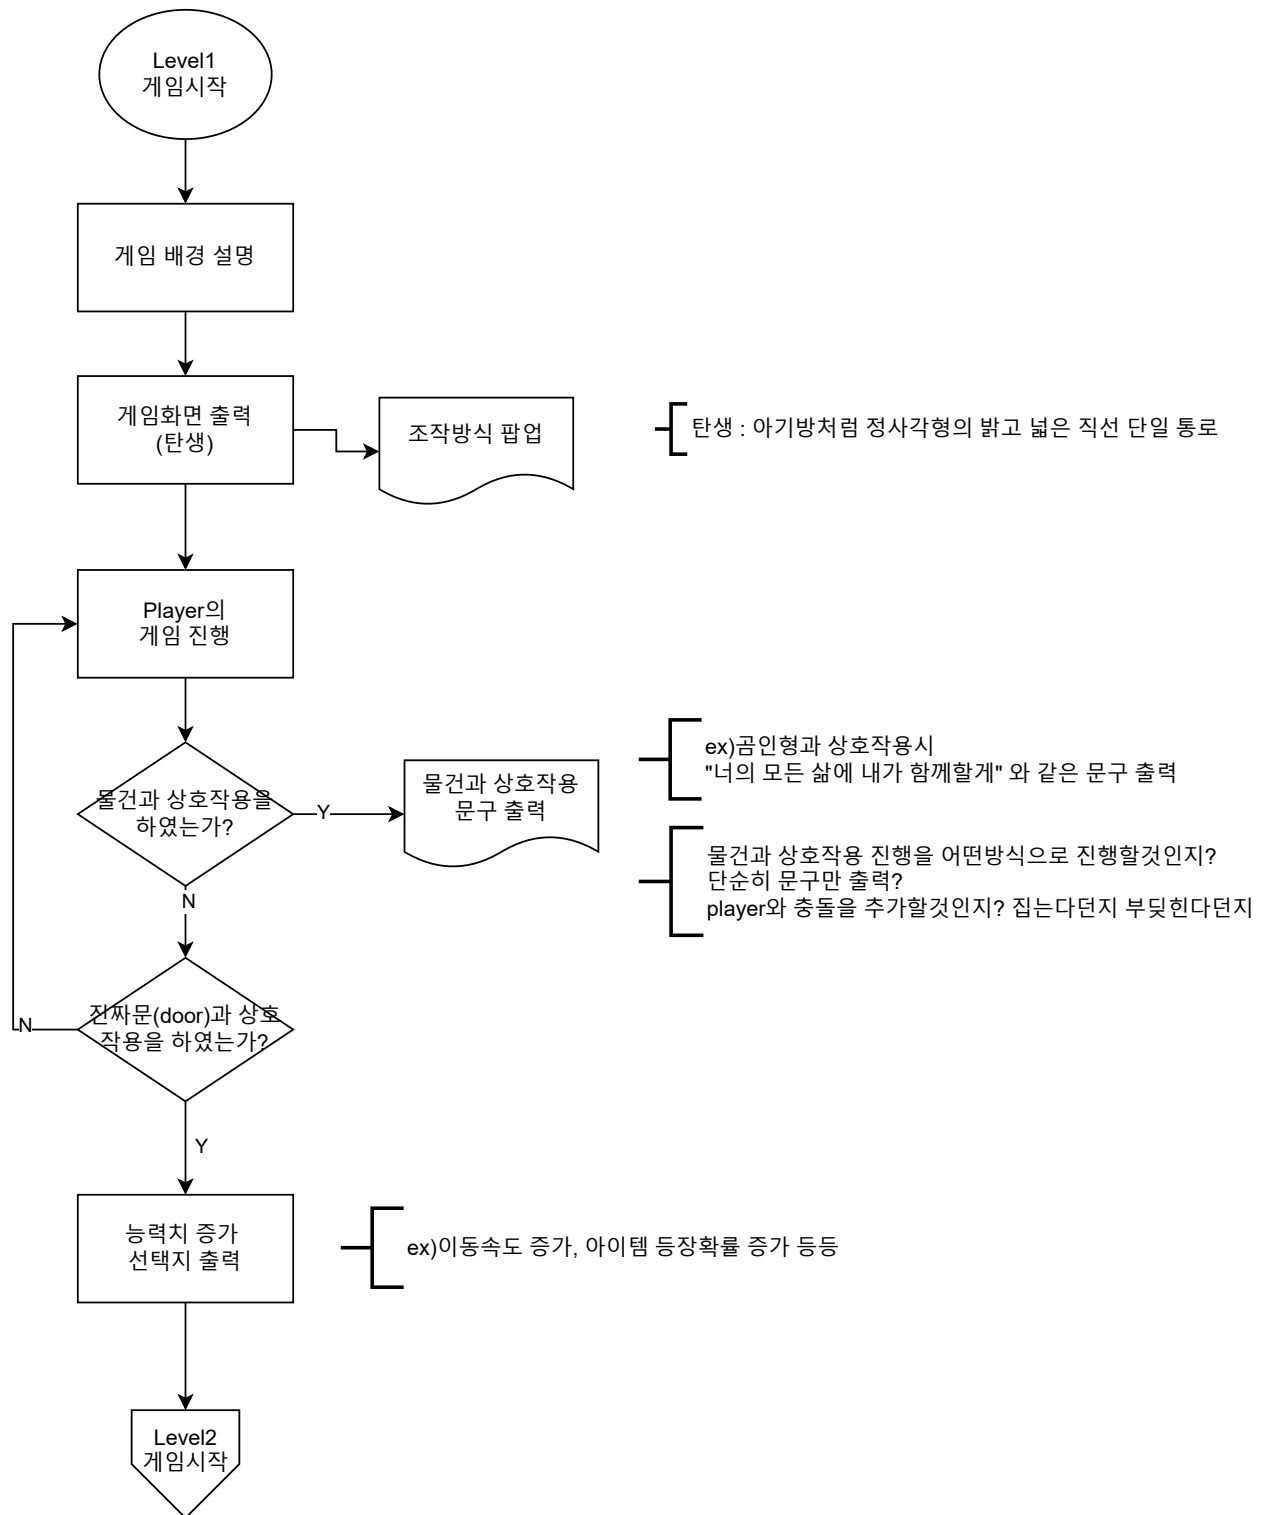 Level1
게임시작
게임 배경 설명
게임화면 출력
(탄생)
조작방식 팝업
탄생 : 아기방처럼 정사각형의 밝고 넓은 직선 단일 통로
Player의
게임 진행
물건과 상호작용을
하였는가?
Y
물건과 상호작용
문구 출력
ex)곰인형과 상호작용시
"너의 모든 삶에 내가 함께할게" 와 같은 문구 출력
물건과 상호작용 진행을 어떤방식으로 진행할것인지?
단순히 문구만 출력?
player와 충돌을 추가할것인지? 집는다던지 부딪힌다던지
N
진짜문(door)과 상호
작용을 하였는가?
N
Y
능력치 증가
선택지 출력
ex)이동속도 증가, 아이템 등장확률 증가 등등
Level2
게임시작